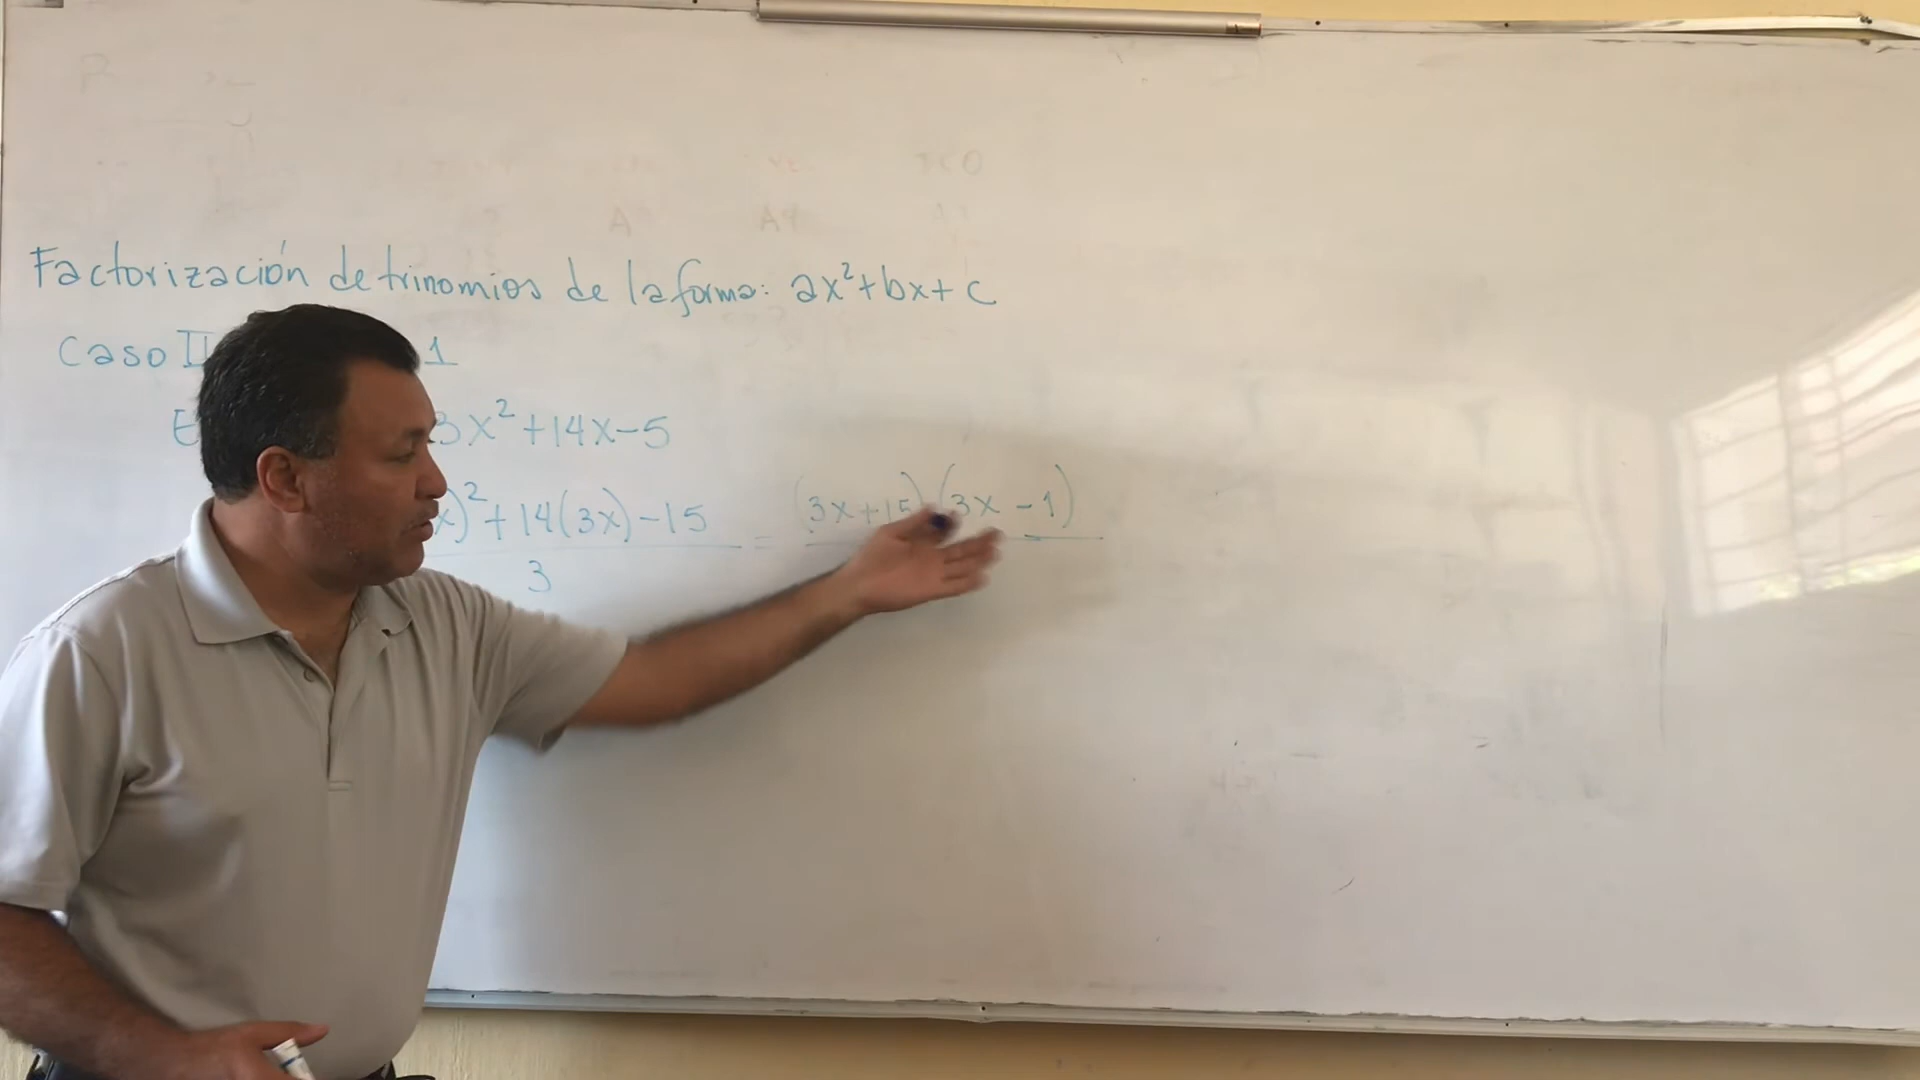 Factorización de trinomios de la forma: ax²+bx+c
Caso II 1
3x²+14x-5
x)²+14(3x)-15 = (3x+15)(3x-1)
3